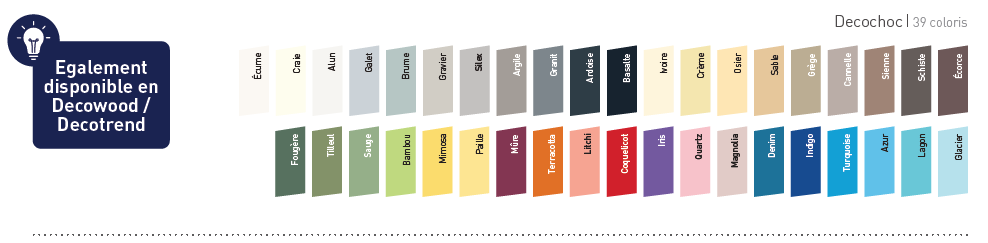 Decochoc | 39 coloris
Egalement
disponible en
Decowood /
Decotrend
Écume
Craie
Alun
Galet
Brume
Gravier
Silex
Argile
Granit
Ardoise
Basalte
Ivoire
Crème
Osier
Sable
Grège
Cannelle
Sienne
Schiste
Écorce
Fougère
Tilleul
Sauge
Bambou
Mimosa
Paille
Mûre
Terracotta
Litchi
Coquelicot
Iris
Quartz
Magnolia
Denim
Indigo
Turquoise
Azur
Lagon
Glacier